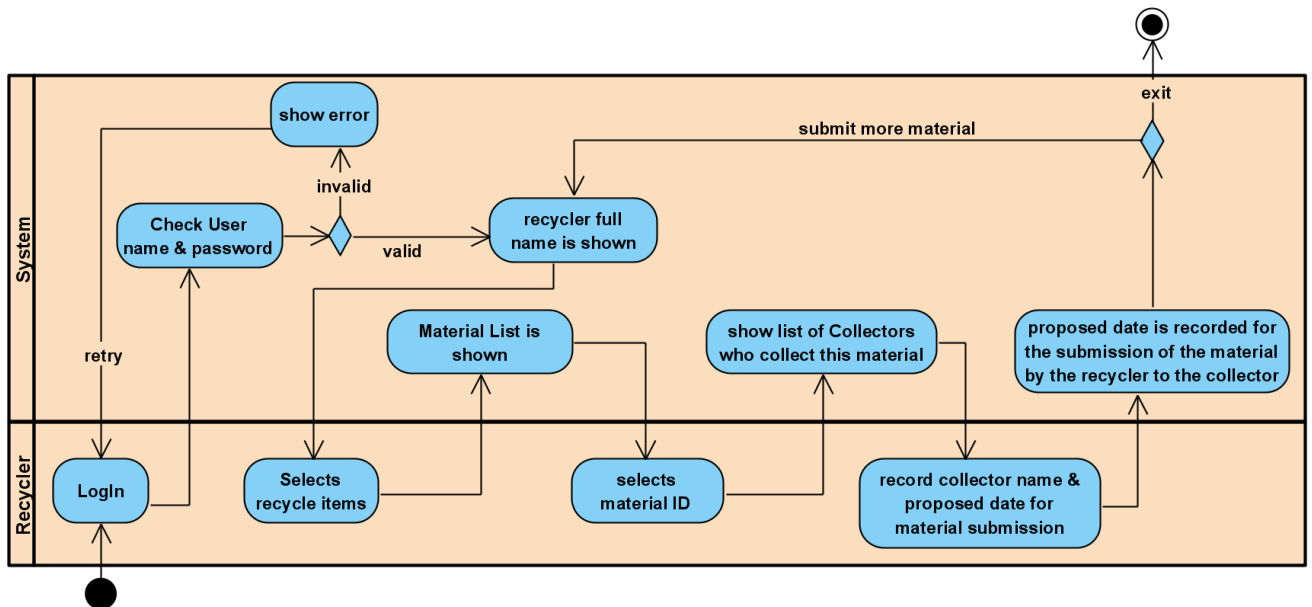 exit
show error
submit more material
invalid
Check User
name & password
recycler full
name is shown
valid
System
Material List is
shown
show list of Collectors
who collect this material
proposed date is recorded for
the submission of the material
by the recycler to the collector
retry
Recycler
LogIn
Selects
recycle items
selects
material ID
record collector name &
proposed date for
material submission